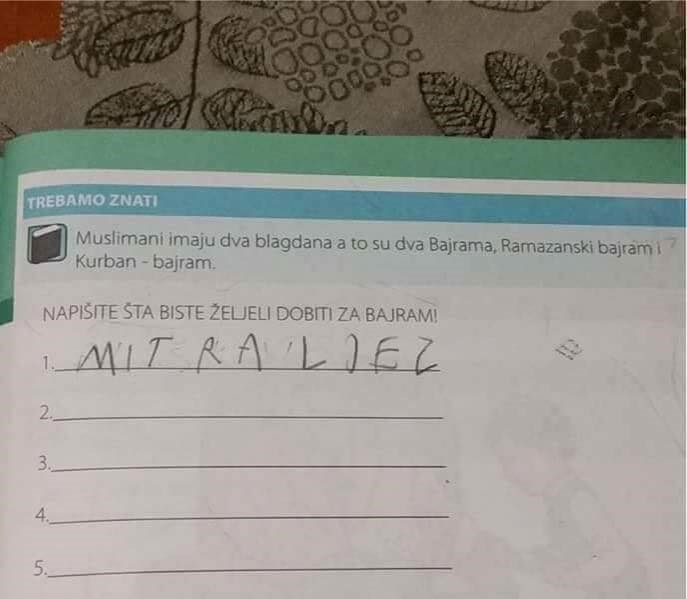 TREBAMO ZNATI
Muslimani imaju dva blagdana a to su dva Bajrama, Ramazanski bajram i
Kurban - bajram.
NAPIŠITE ŠTA BISTE ŽELJELI DOBITI ZA BAJRAM!
1. MITRALJEZ
2.
3.
4.
5.